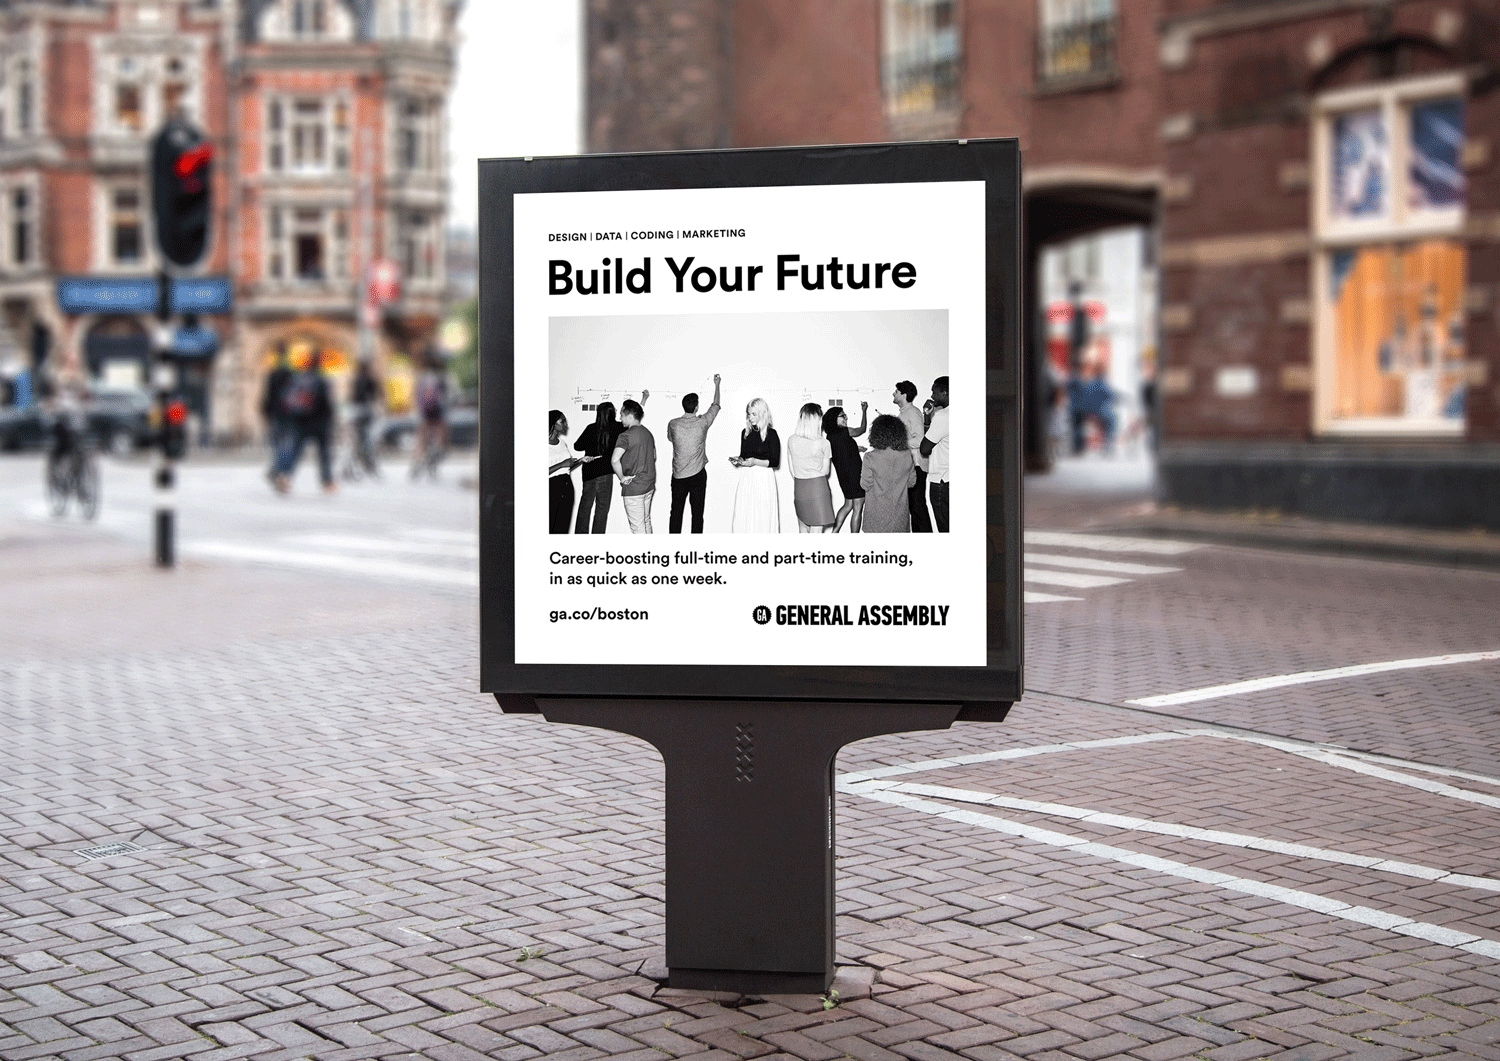 DESIGN | DATA | CODING | MARKETING
Build Your Future
Career-boosting full-time and part-time training,
in as quick as one week.
ga.co/boston
GA GENERAL ASSEMBLY